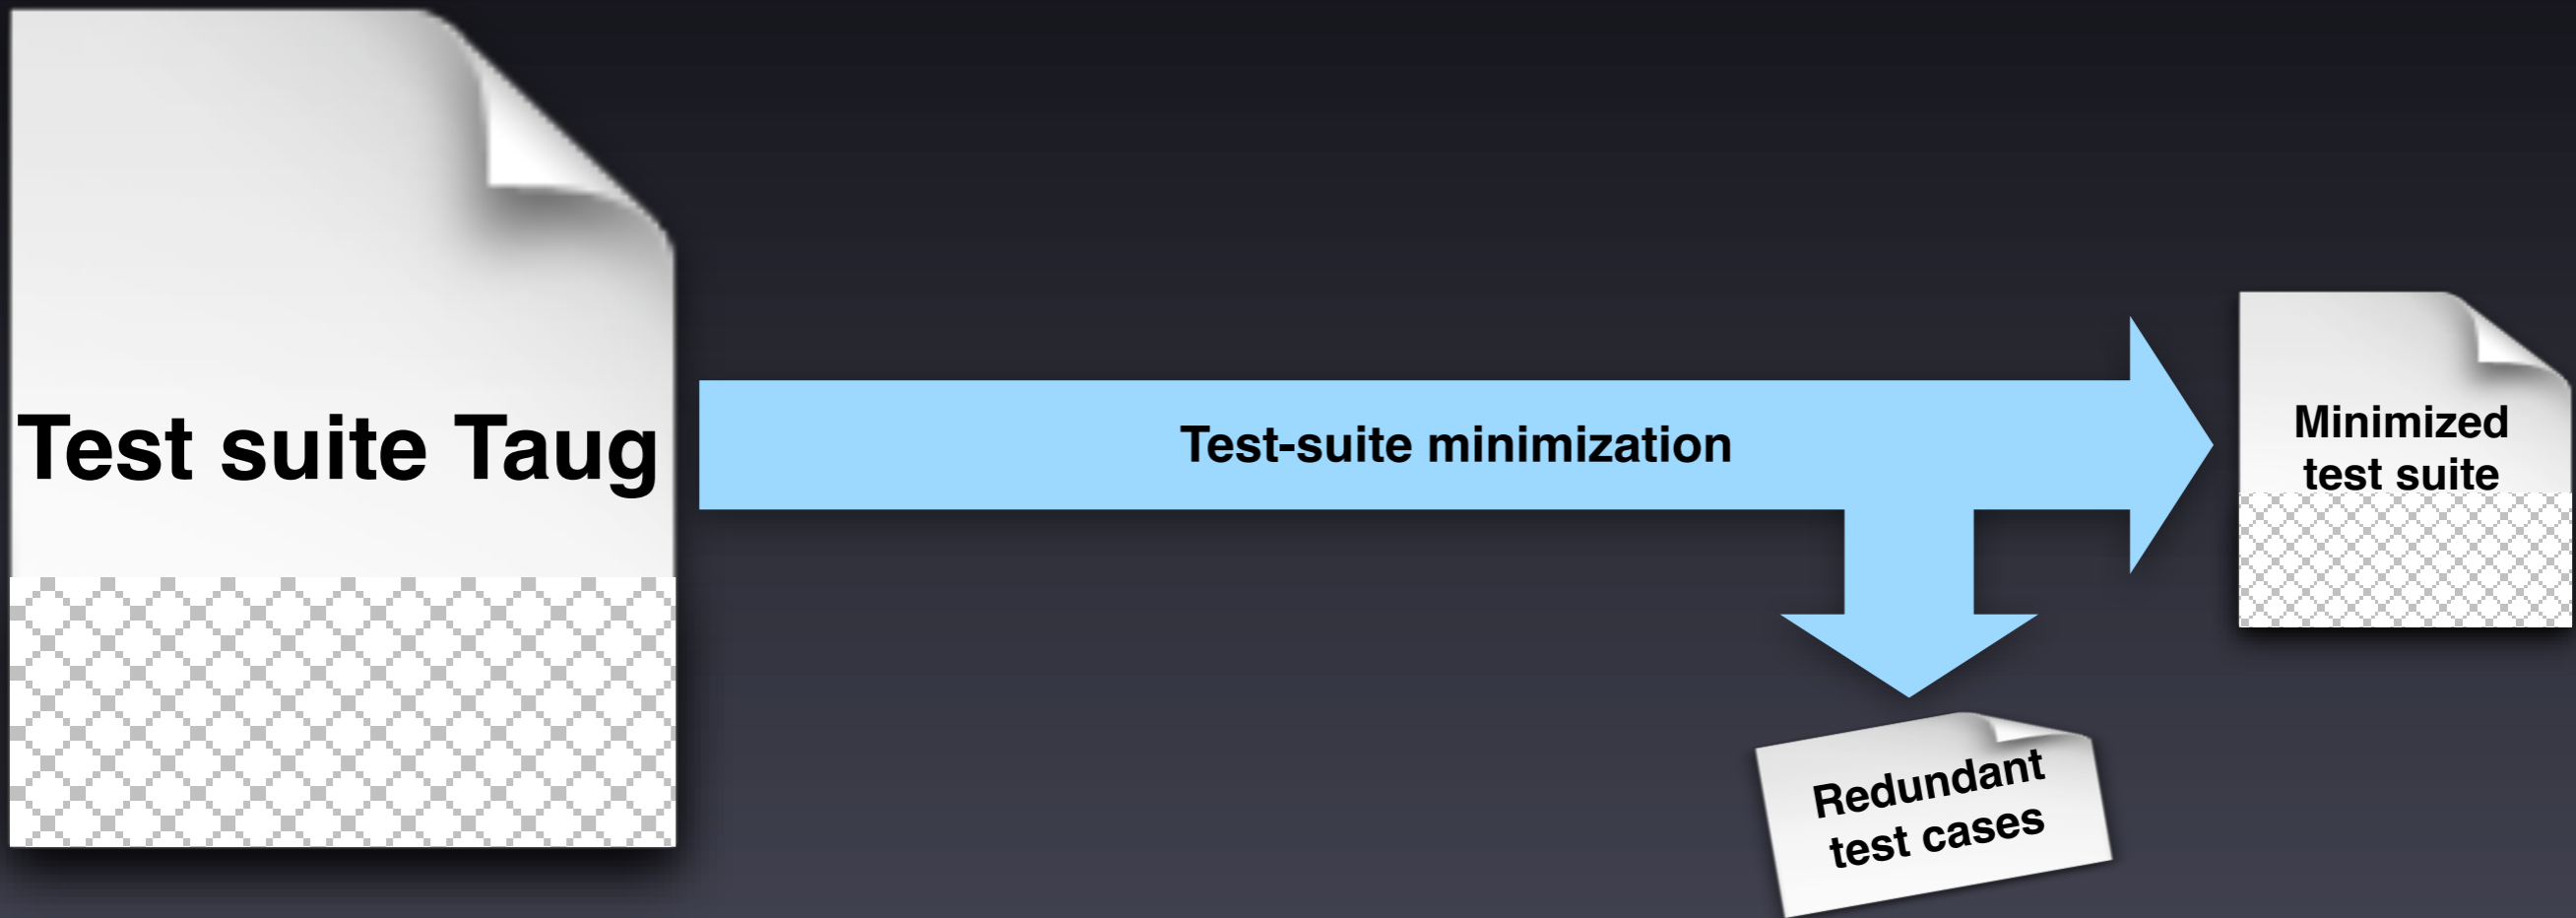 Test suite Taug
Test-suite minimization
Minimized
test suite
Redundant
test cases